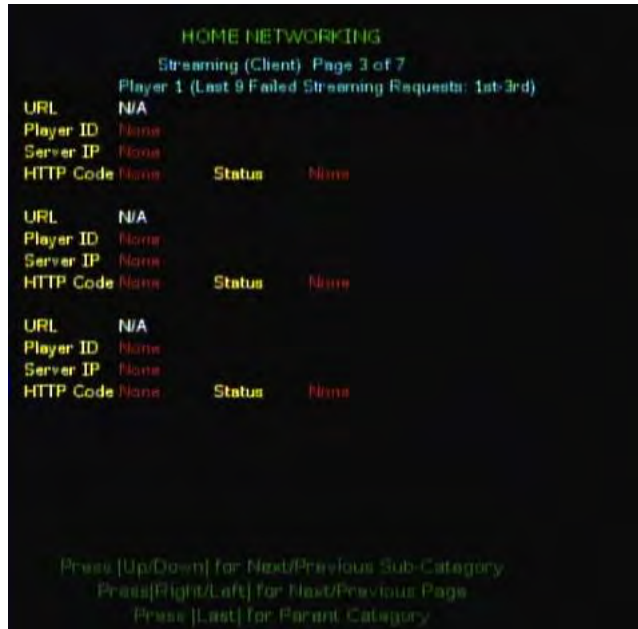 HOME NETWORKING
Streaming (Client) Page 3 of 7
Player 1 (Last 9 Failed Streaming Requests: 1st-3rd)
URL N/A
Player ID None
Server IP None
HTTP Code None Status None
URL N/A
Player ID None
Server IP None
HTTP Code None Status None
URL N/A
Player ID None
Server IP None
HTTP Code None Status None
Press [Up/Down] for Next/Previous Sub-Category
Press[Right/Left] for Next/Previous Page
Press [Last] for Parent Category